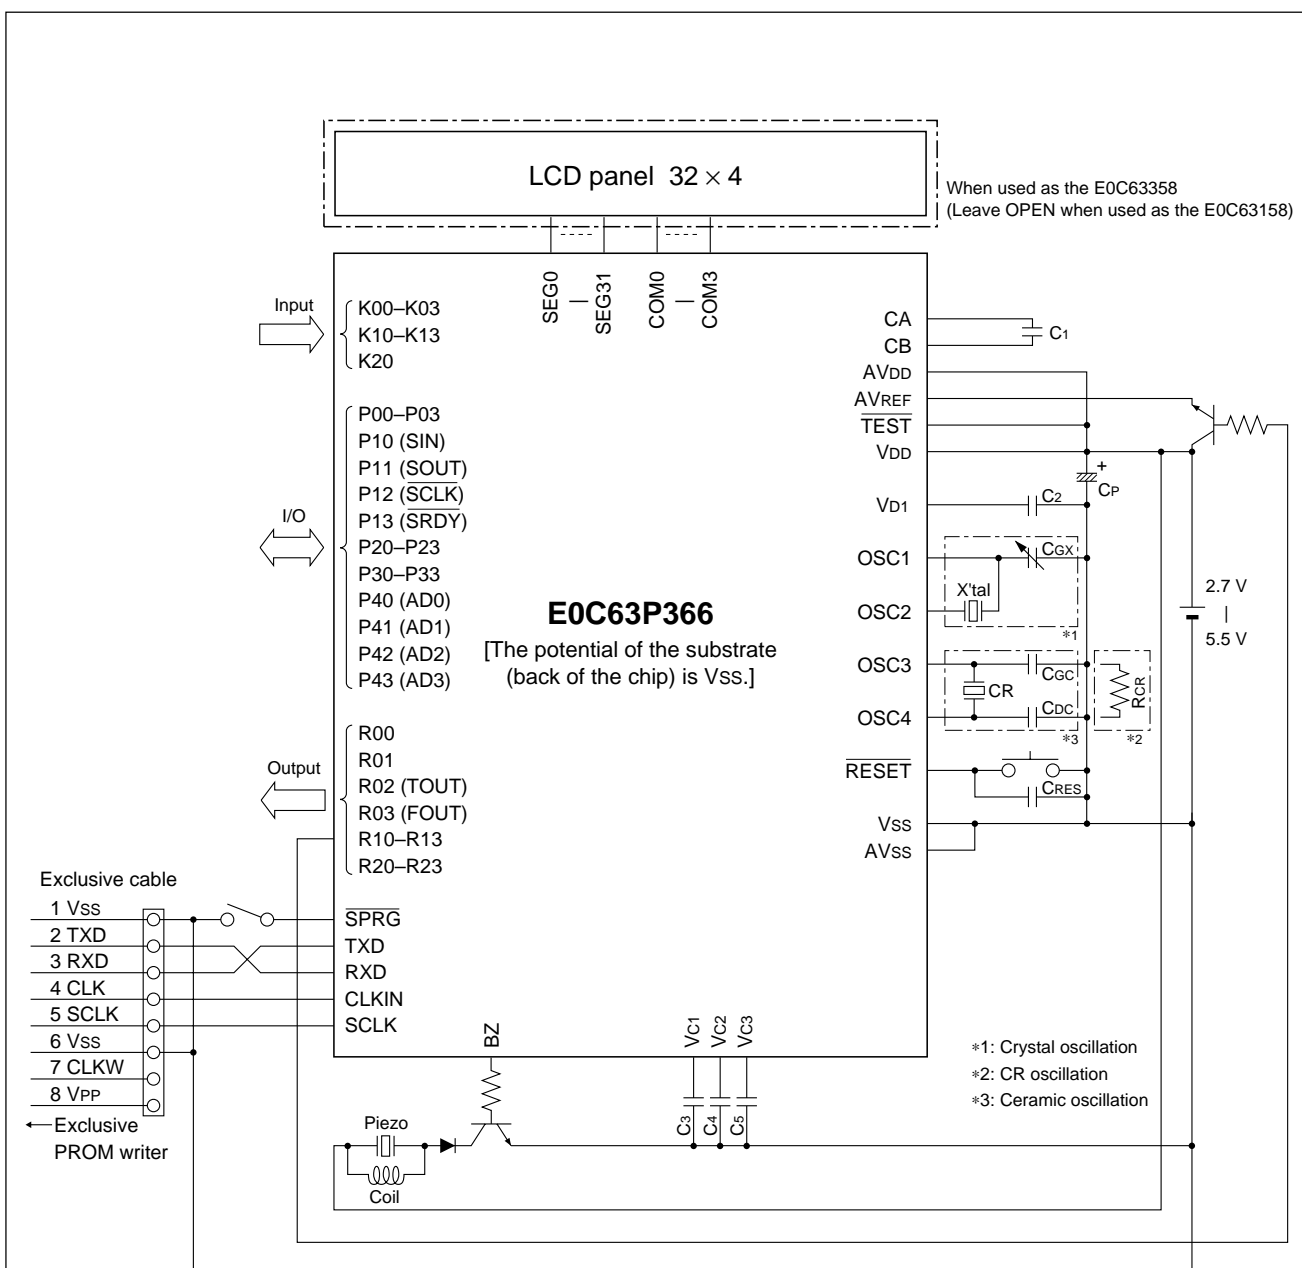 LCD panel 32 × 4
When used as the E0C63358
(Leave OPEN when used as the E0C63158)
SEG0
SEG31
COM0
COM3
Input
K00–K03
K10–K13
K20
I/O
P00–P03
P10 (SIN)
P11 (SOUT)
P12 (SCLK)
P13 (SRDY)
P20–P23
P30–P33
P40 (AD0)
P41 (AD1)
P42 (AD2)
P43 (AD3)
Output
R00
R01
R02 (TOUT)
R03 (FOUT)
R10–R13
R20–R23
SPRG
TXD
RXD
CLKIN
SCLK
E0C63P366
[The potential of the substrate
(back of the chip) is VSS.]
CA
CB
AVDD
AVREF
TEST
VDD
VD1
OSC1
OSC2
OSC3
OSC4
RESET
VSS
AVSS
C1
+
CP
C2
CGX
X'tal
*1
CGC
CR
CDC
*3
RCR
*2
CRES
2.7 V
|
5.5 V
Exclusive cable
1 VSS
2 TXD
3 RXD
4 CLK
5 SCLK
6 VSS
7 CLKW
8 VPP
Exclusive
PROM writer
BZ
VC1
VC2
VC3
C3
C4
C5
Piezo
Coil
*1: Crystal oscillation
*2: CR oscillation
*3: Ceramic oscillation